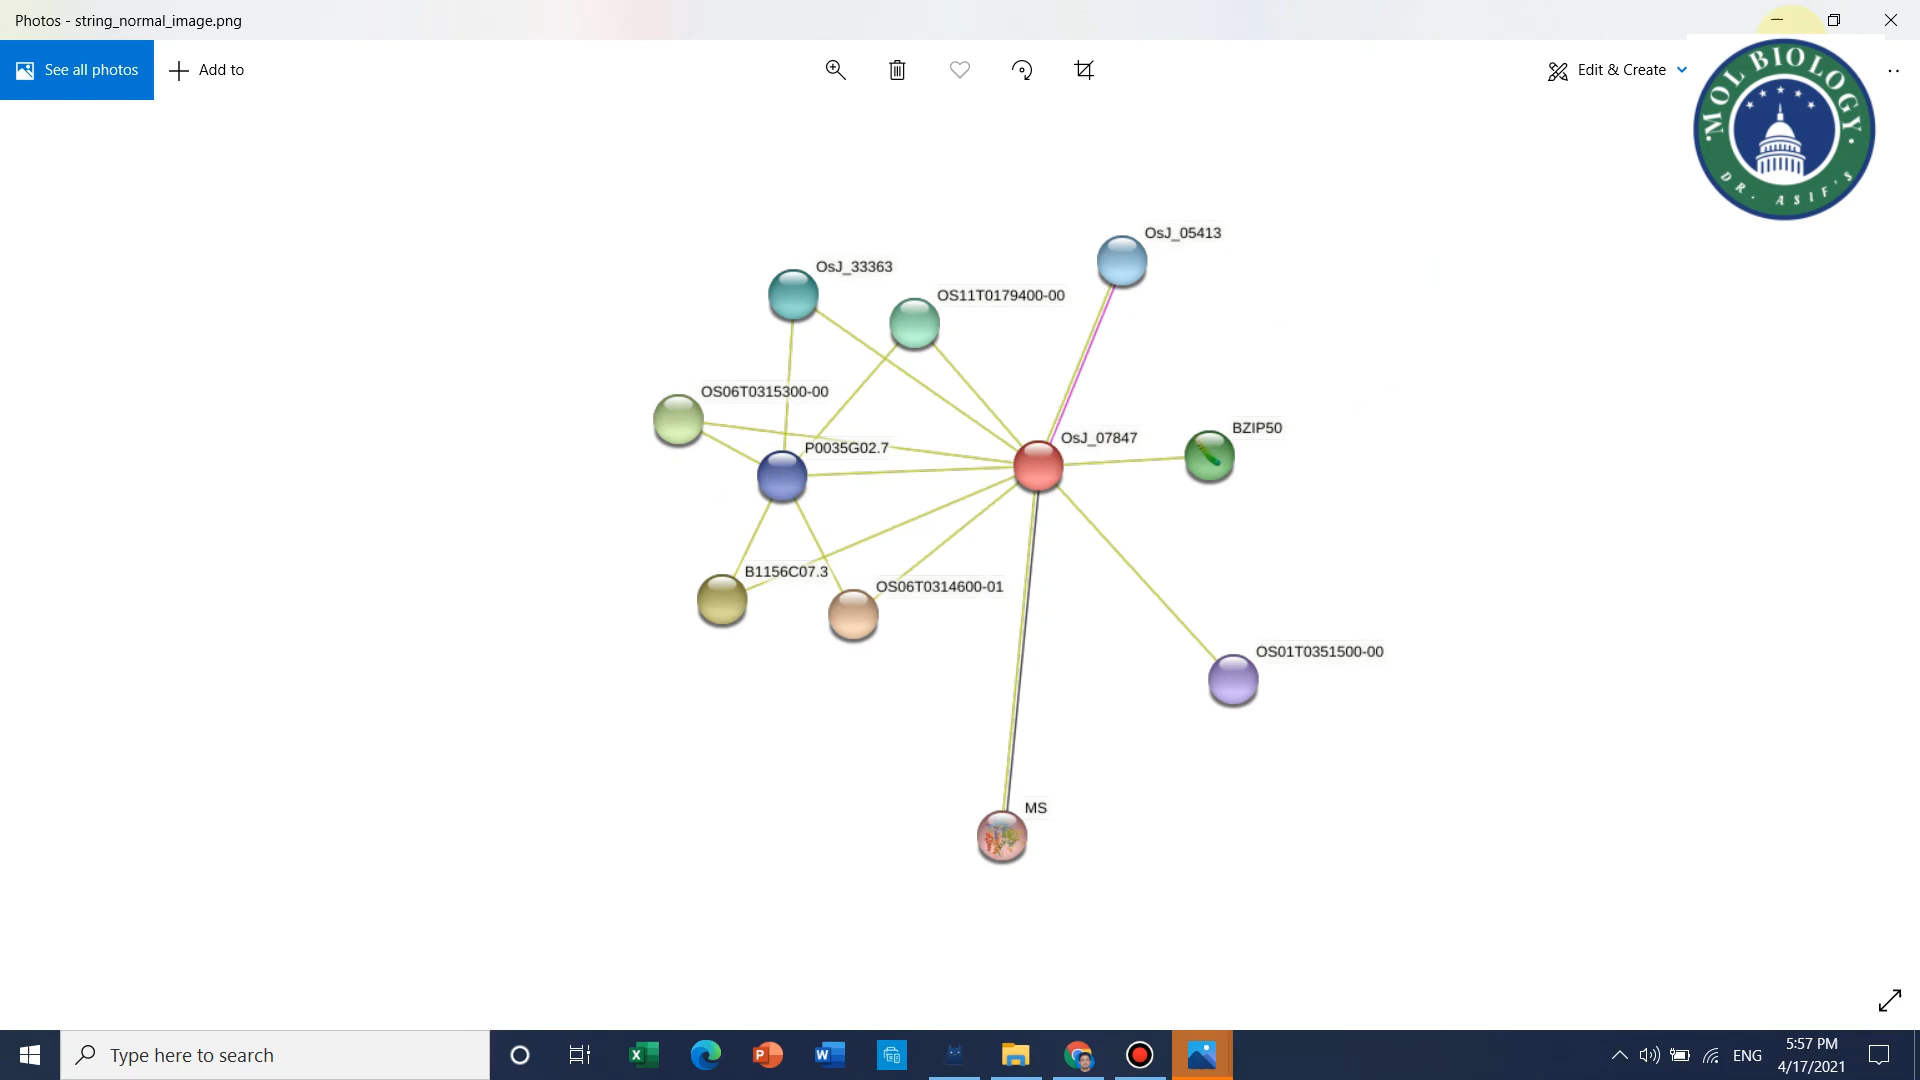 Photos - string_normal_image.png
See all photos
Add to
Edit & Create
MOL BIOLOGY
DR. ASIF'S
OsJ_05413
OsJ_33363
OS11T0179400-00
OS06T0315300-00
BZIP50
OsJ_07847
P0035G02.7
B1156C07.3
OS06T0314600-01
OS01T0351500-00
MS
Type here to search
ENG
5:57 PM
4/17/2021